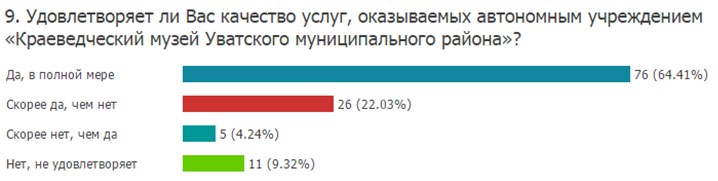 9. Удовлетворяет ли Вас качество услуг, оказываемых автономным учреждением
«Краеведческий музей Уватского муниципального района»?
Да, в полной мере 76 (64.41%)
Скорее да, чем нет 26 (22.03%)
Скорее нет, чем да 5 (4.24%)
Нет, не удовлетворяет 11 (9.32%)